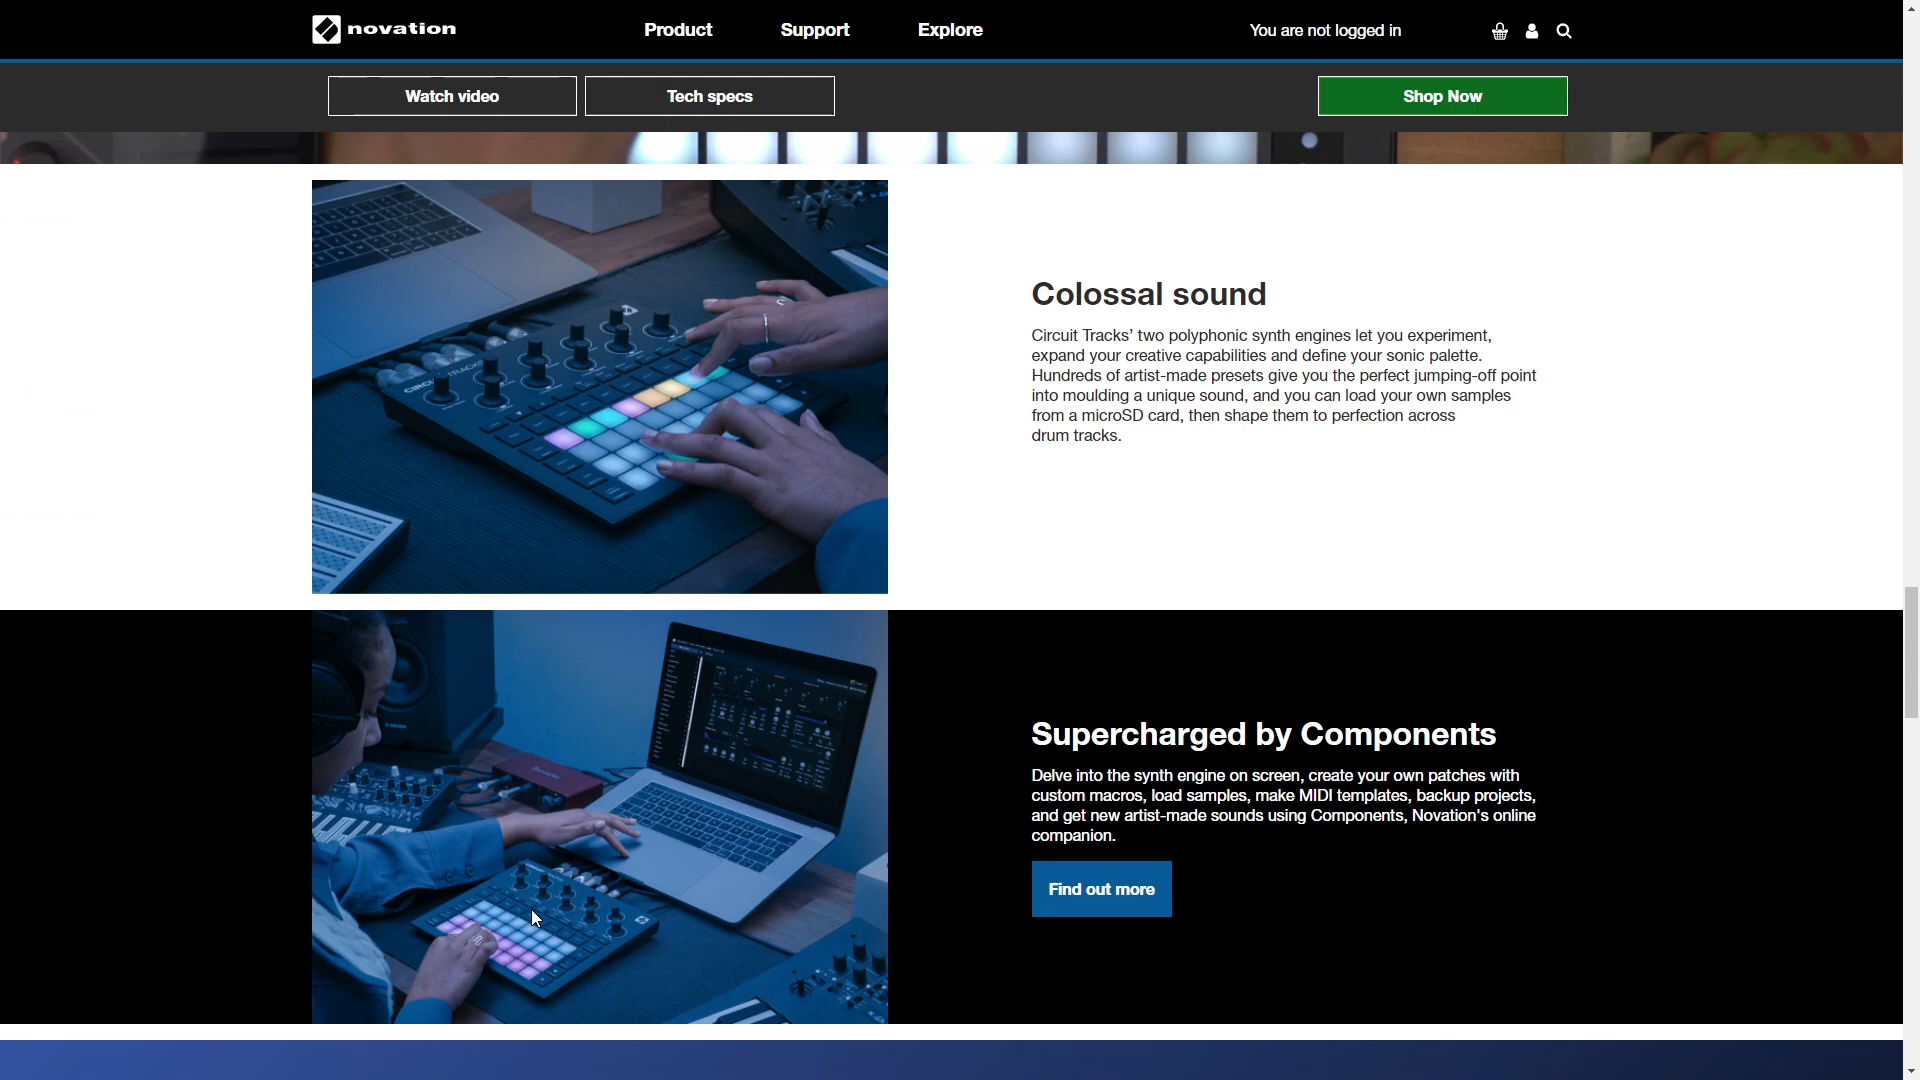 novation
Product
Support
Explore
You are not logged in
Watch video
Tech specs
Shop Now
Colossal sound
Circuit Tracks’ two polyphonic synth engines let you experiment,
expand your creative capabilities and define your sonic palette.
Hundreds of artist-made presets give you the perfect jumping-off point
into moulding a unique sound, and you can load your own samples
from a microSD card, then shape them to perfection across
drum tracks.
Supercharged by Components
Delve into the synth engine on screen, create your own patches with
custom macros, load samples, make MIDI templates, backup projects,
and get new artist-made sounds using Components, Novation's online
companion.
Find out more